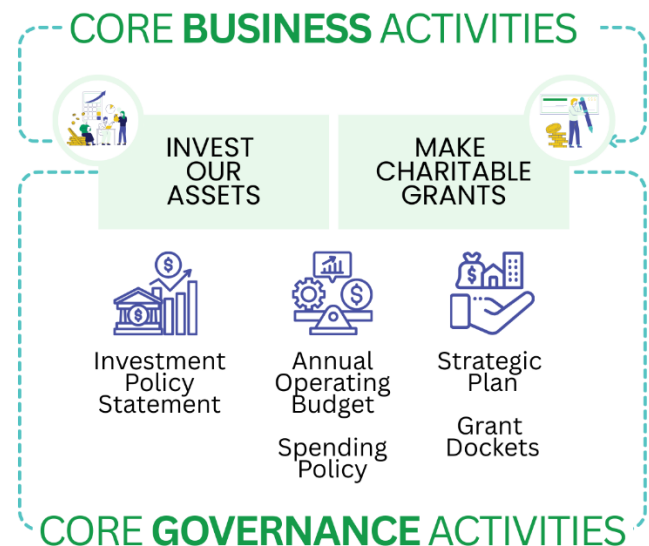 CORE BUSINESS ACTIVITIES
INVEST
OUR
ASSETS
MAKE
CHARITABLE
GRANTS
Investment
Policy
Statement
Annual
Operating
Budget
Spending
Policy
Strategic
Plan
Grant
Dockets
CORE GOVERNANCE ACTIVITIES